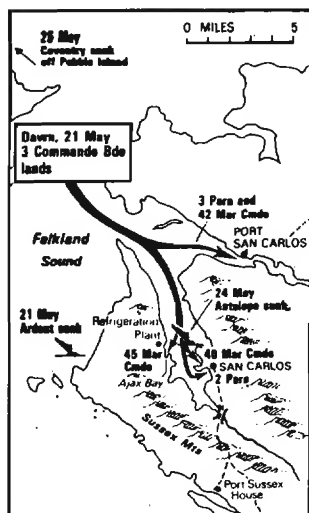 25 May
Coventry sunk
off Pebble Island
0 MILES 5
Dawn, 21 May
3 Commando Bde
lands
3 Para and
42 Mar Cmdo
PORT
SAN CARLOS
Falkland
Sound
24 May
Antelope sunk
21 May
Ardent sunk
Refrigeration
Plant
45 Mar
Cmdo
Ajax Bay
40 Mar Cmdo
SAN CARLOS
2 Para
Sussex Mts
Port Sussex
House